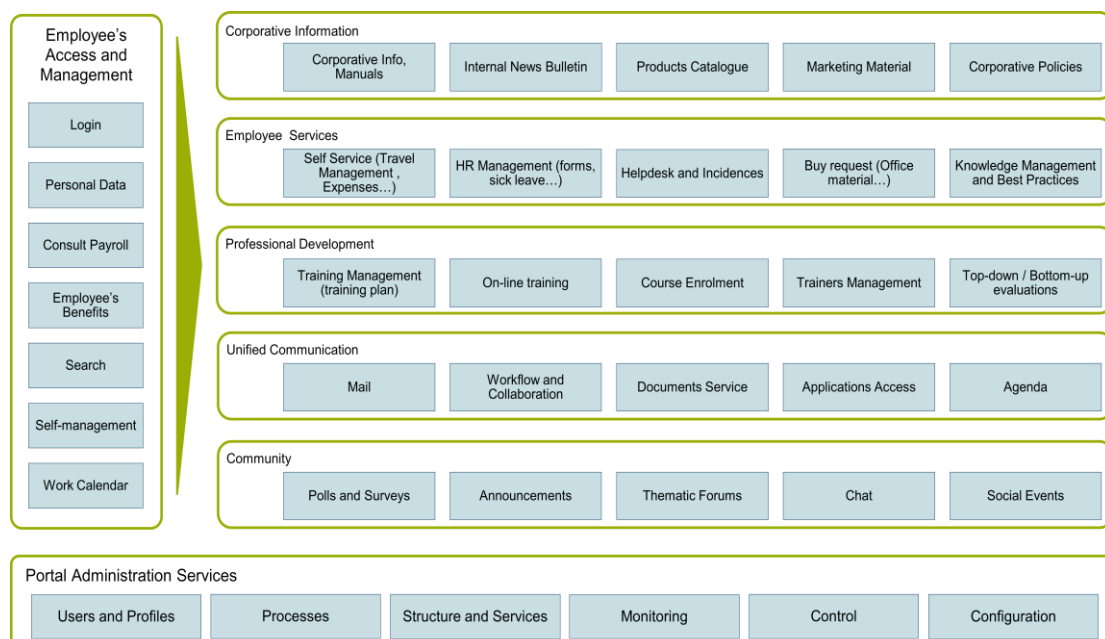 Employee's
Access and
Management
Login
Personal Data
Consult Payroll
Employee's
Benefits
Search
Self-management
Work Calendar
Corporative Information
Corporative Info,
Manuals
Internal News Bulletin
Products Catalogue
Marketing Material
Corporative Policies
Employee Services
Self Service (Travel
Management ,
Expenses…)
HR Management (forms,
sick leave…)
Helpdesk and Incidences
Buy request (Office
material…)
Knowledge Management
and Best Practices
Professional Development
Training Management
(training plan)
On-line training
Course Enrolment
Trainers Management
Top-down / Bottom-up
evaluations
Unified Communication
Mail
Workflow and
Collaboration
Documents Service
Applications Access
Agenda
Community
Polls and Surveys
Announcements
Thematic Forums
Chat
Social Events
Portal Administration Services
Users and Profiles
Processes
Structure and Services
Monitoring
Control
Configuration